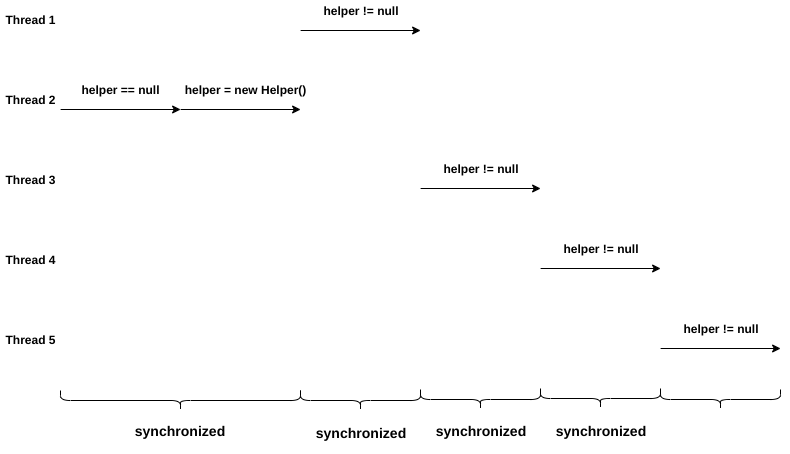 Thread 1
helper != null
Thread 2
helper == null
helper = new Helper()
Thread 3
helper != null
Thread 4
helper != null
Thread 5
helper != null
synchronized
synchronized
synchronized
synchronized